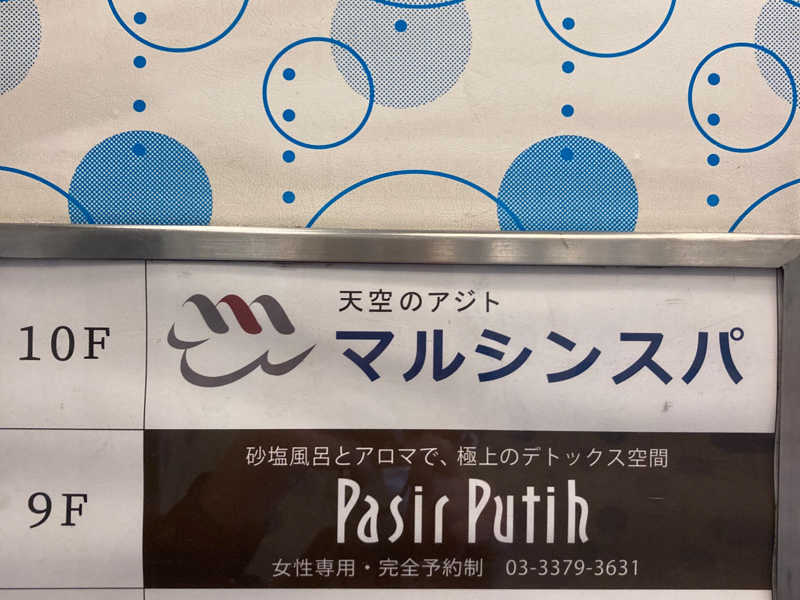 10F
天空のアジト
マルシンスパ
9F
砂塩風呂とアロマで、極上のデトックス空間
Pasir Putih
女性専用・完全予約制 03-3379-3631